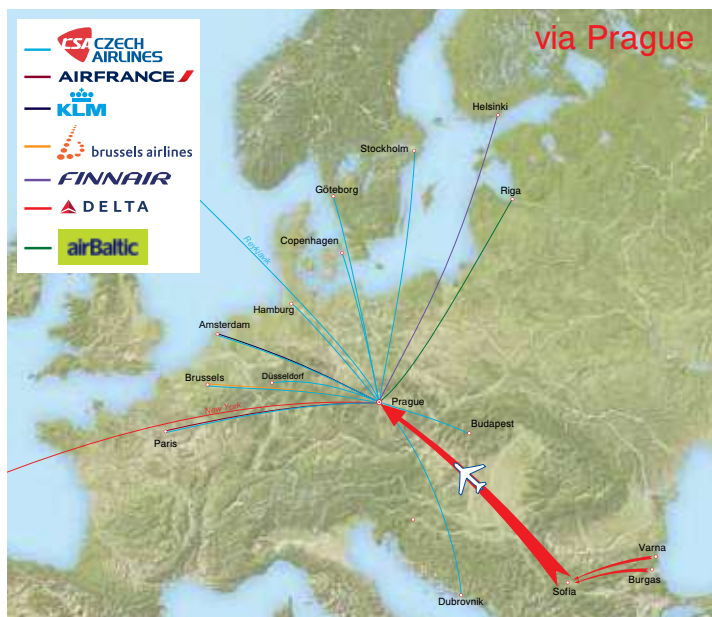 via Prague
CSA CZECH
AIRLINES
AIRFRANCE
KLM
brussels airlines
FINNAIR
DELTA
airBaltic
Helsinki
Stockholm
Göteborg
Riga
Reykjavik
Copenhagen
Hamburg
Amsterdam
Brussels
Düsseldorf
Prague
New York
Paris
Budapest
Varna
Burgas
Sofia
Dubrovnik